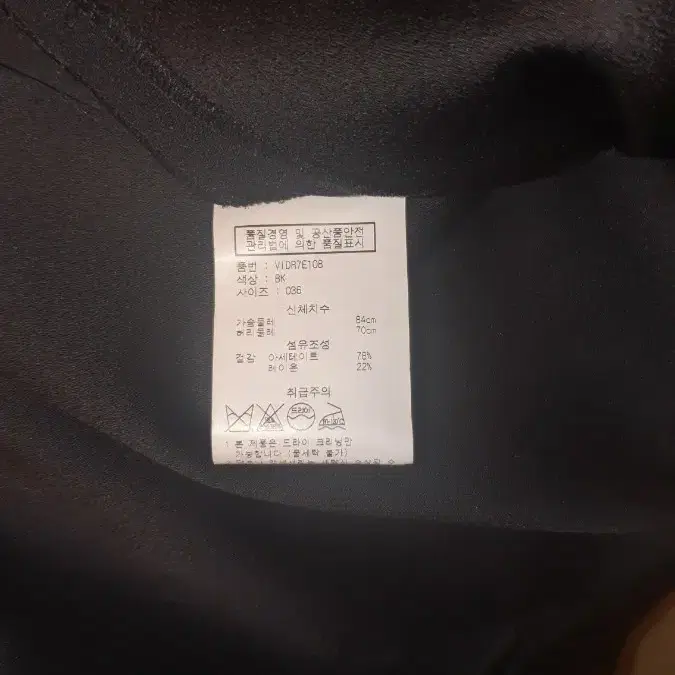 품질경영 및 공산품안전
관리법에 의한 품질표시
품번 : VIDR7E108
색상 : BK
사이즈 : 036
신체치수
가슴둘레 84cm
허리둘레 70cm
섬유조성
겉감 아세테이트 78%
레이온 22%
취급주의
드라이
1 본 제품은 드라이 크리닝만
가능합니다 (물세탁 불가)